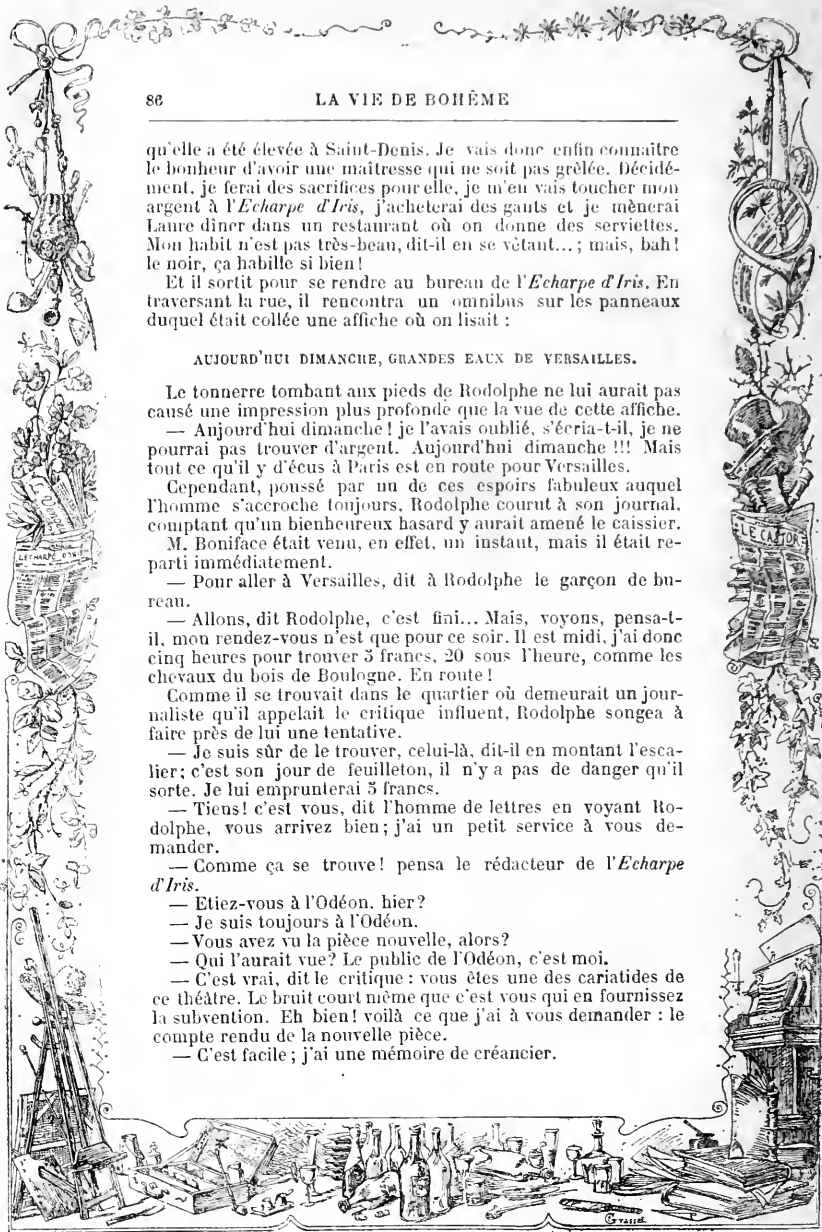 86 LA VIE DE BOHÊME
qu'elle a été élevée à Saint-Denis. Je vais donc enfin connaître
le bonheur d'avoir une maîtresse qui ne soit pas grêlée. Décidé-
ment, je ferai des sacrifices pour elle, je m'en vais toucher mon
argent à l'Echarpe d'Iris, j'achèterai des gants et je mènerai
Laure dîner dans un restaurant où on donne des serviettes.
Mon habit n'est pas très-beau, dit-il en se vêtant... ; mais, bah !
le noir, ça habille si bien !
Et il sortit pour se rendre au bureau de l'Echarpe d'Iris. En
traversant la rue, il rencontra un omnibus sur les panneaux
duquel était collée une affiche où on lisait :
AUJOURD'HUI DIMANCHE, GRANDES EAUX DE VERSAILLES.
Le tonnerre tombant aux pieds de Rodolphe ne lui aurait pas
causé une impression plus profonde que la vue de cette affiche.
— Aujourd'hui dimanche ! je l'avais oublié, s'écria-t-il, je ne
pourrai pas trouver d'argent. Aujourd'hui dimanche !!! Mais
tout ce qu'il y d'écus à Paris est en route pour Versailles.
Cependant, poussé par un de ces espoirs fabuleux auquel
l'homme s'accroche toujours, Rodolphe courut à son journal,
comptant qu'un bienheureux hasard y aurait amené le caissier.
M. Boniface était venu, en effet, un instant, mais il était re-
parti immédiatement.
— Pour aller à Versailles, dit à Rodolphe le garçon de bu-
reau.
— Allons, dit Rodolphe, c'est fini... Mais, voyons, pensa-t-
il, mon rendez-vous n'est que pour ce soir. Il est midi, j'ai donc
cinq heures pour trouver 5 francs, 20 sous l'heure, comme les
chevaux du bois de Boulogne. En route !
Comme il se trouvait dans le quartier où demeurait un jour-
naliste qu'il appelait le critique influent, Rodolphe songea à
faire près de lui une tentative.
— Je suis sûr de le trouver, celui-là, dit-il en montant l'esca-
lier; c'est son jour de feuilleton, il n'y a pas de danger qu'il
sorte. Je lui emprunterai 5 francs.
— Tiens! c'est vous, dit l'homme de lettres en voyant Ro-
dolphe, vous arrivez bien; j'ai un petit service à vous de-
mander.
— Comme ça se trouve! pensa le rédacteur de l'Echarpe
d'Iris.
— Etiez-vous à l'Odéon, hier?
— Je suis toujours à l'Odéon.
— Vous avez vu la pièce nouvelle, alors?
— Qui l'aurait vue? Le public de l'Odéon, c'est moi.
— C'est vrai, dit le critique : vous êtes une des cariatides de
ce théâtre. Le bruit court même que c'est vous qui en fournissez
la subvention. Eh bien! voilà ce que j'ai à vous demander : le
compte rendu de la nouvelle pièce.
— C'est facile ; j'ai une mémoire de créancier.
LE CASTOR
Grasset